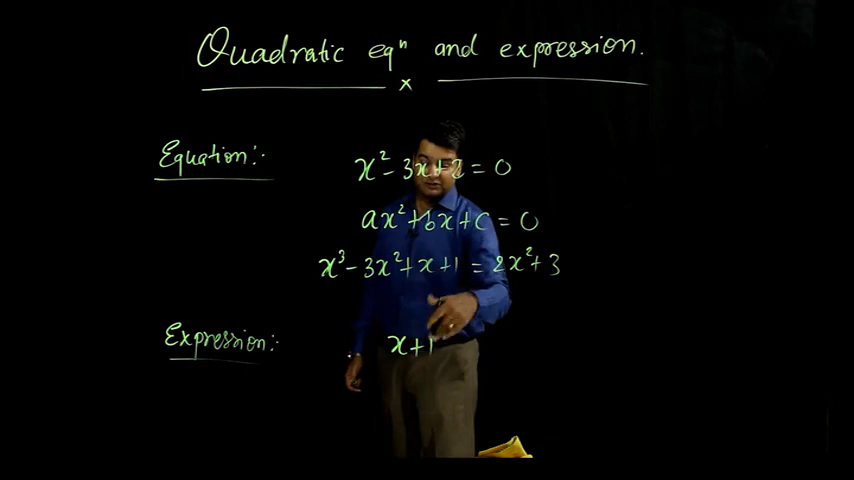 Quadratic eqⁿ and expression.
x
Equation:-
x² - 3x + 2 = 0
ax² + bx + c = 0
x³ - 3x² + x + 1 = 2x² + 3
Expression:-
x + 1